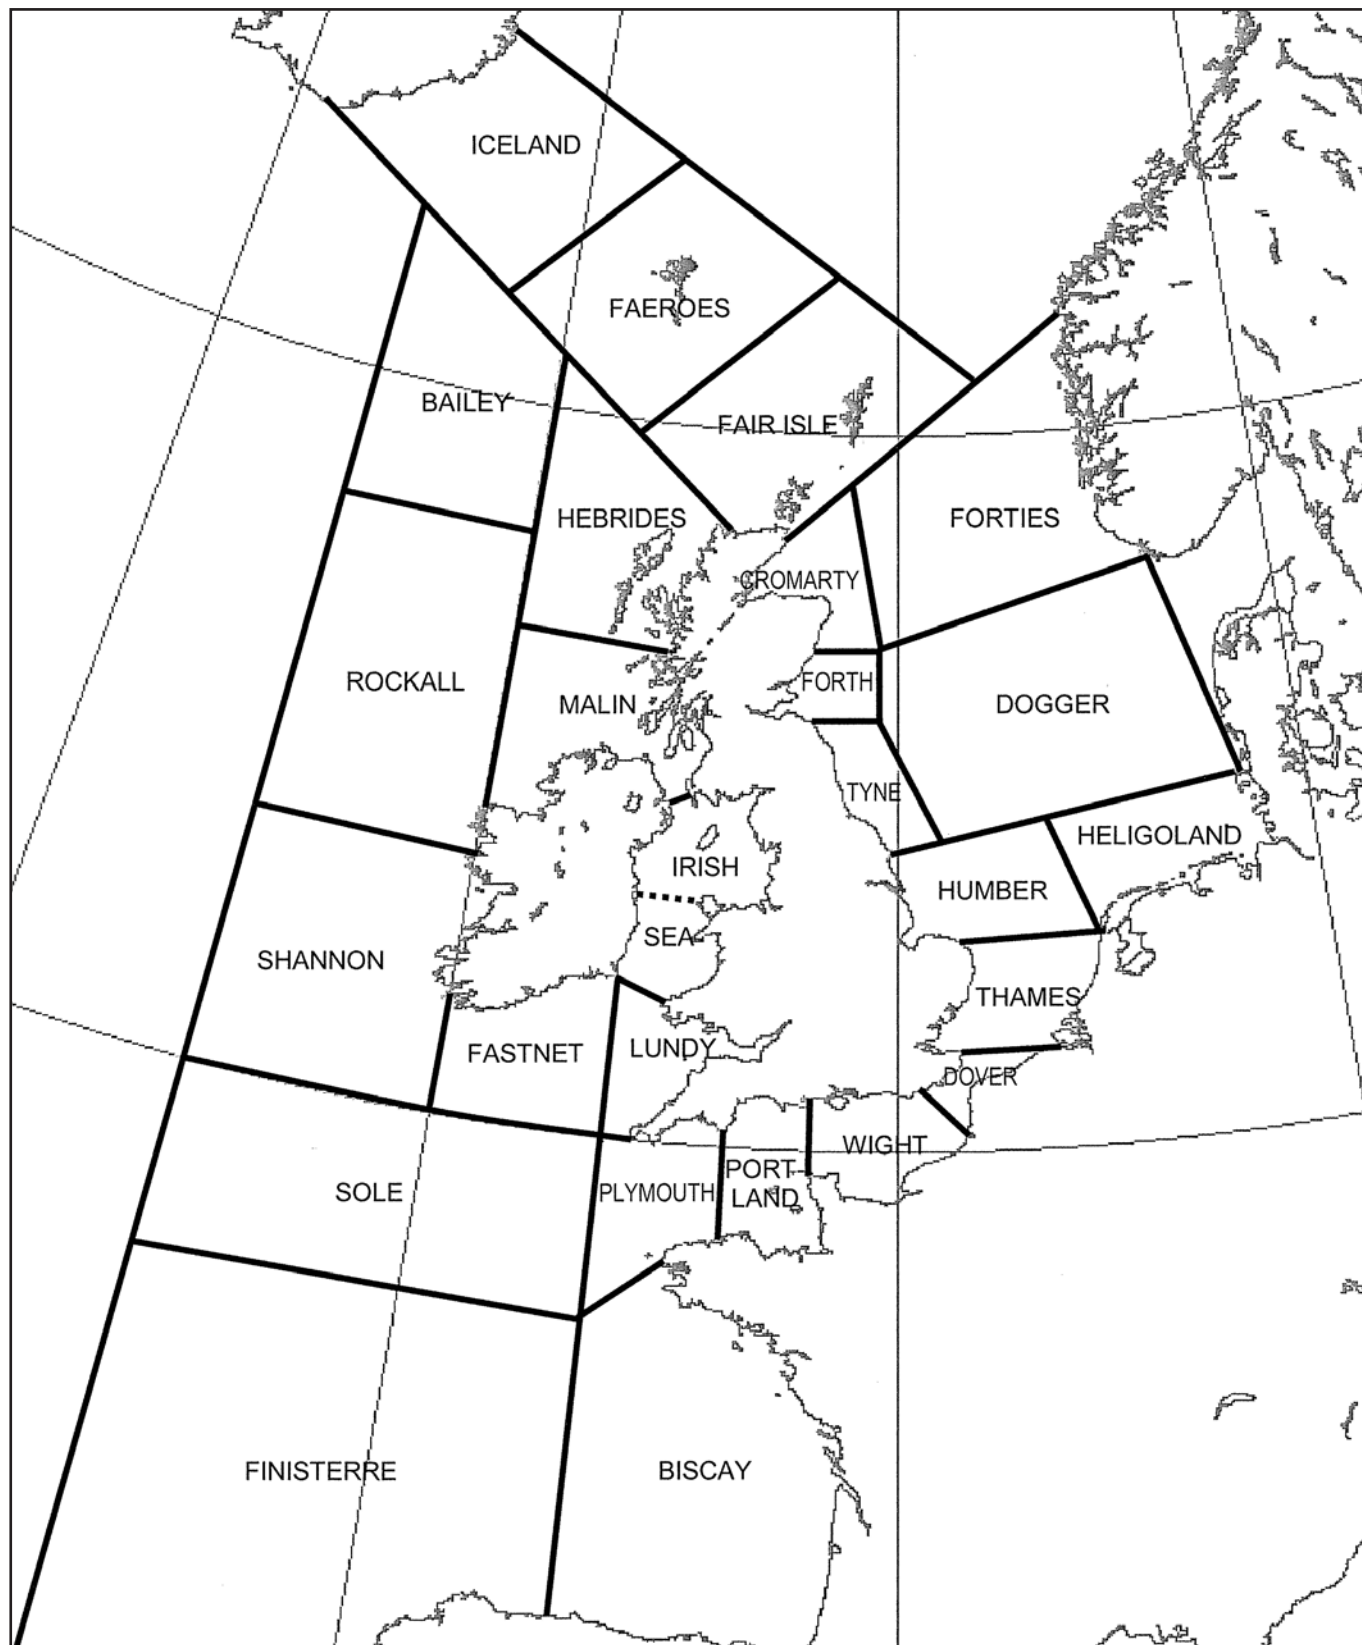 ICELAND
FAEROES
BAILEY
FAIR ISLE
HEBRIDES
FORTIES
CROMARTY
ROCKALL
FORTH
MALIN
DOGGER
TYNE
HELIGOLAND
IRISH
HUMBER
SEA
SHANNON
THAMES
FASTNET
LUNDY
DOVER
WIGHT
PORT-
LAND
SOLE
PLYMOUTH
FINISTERRE
BISCAY